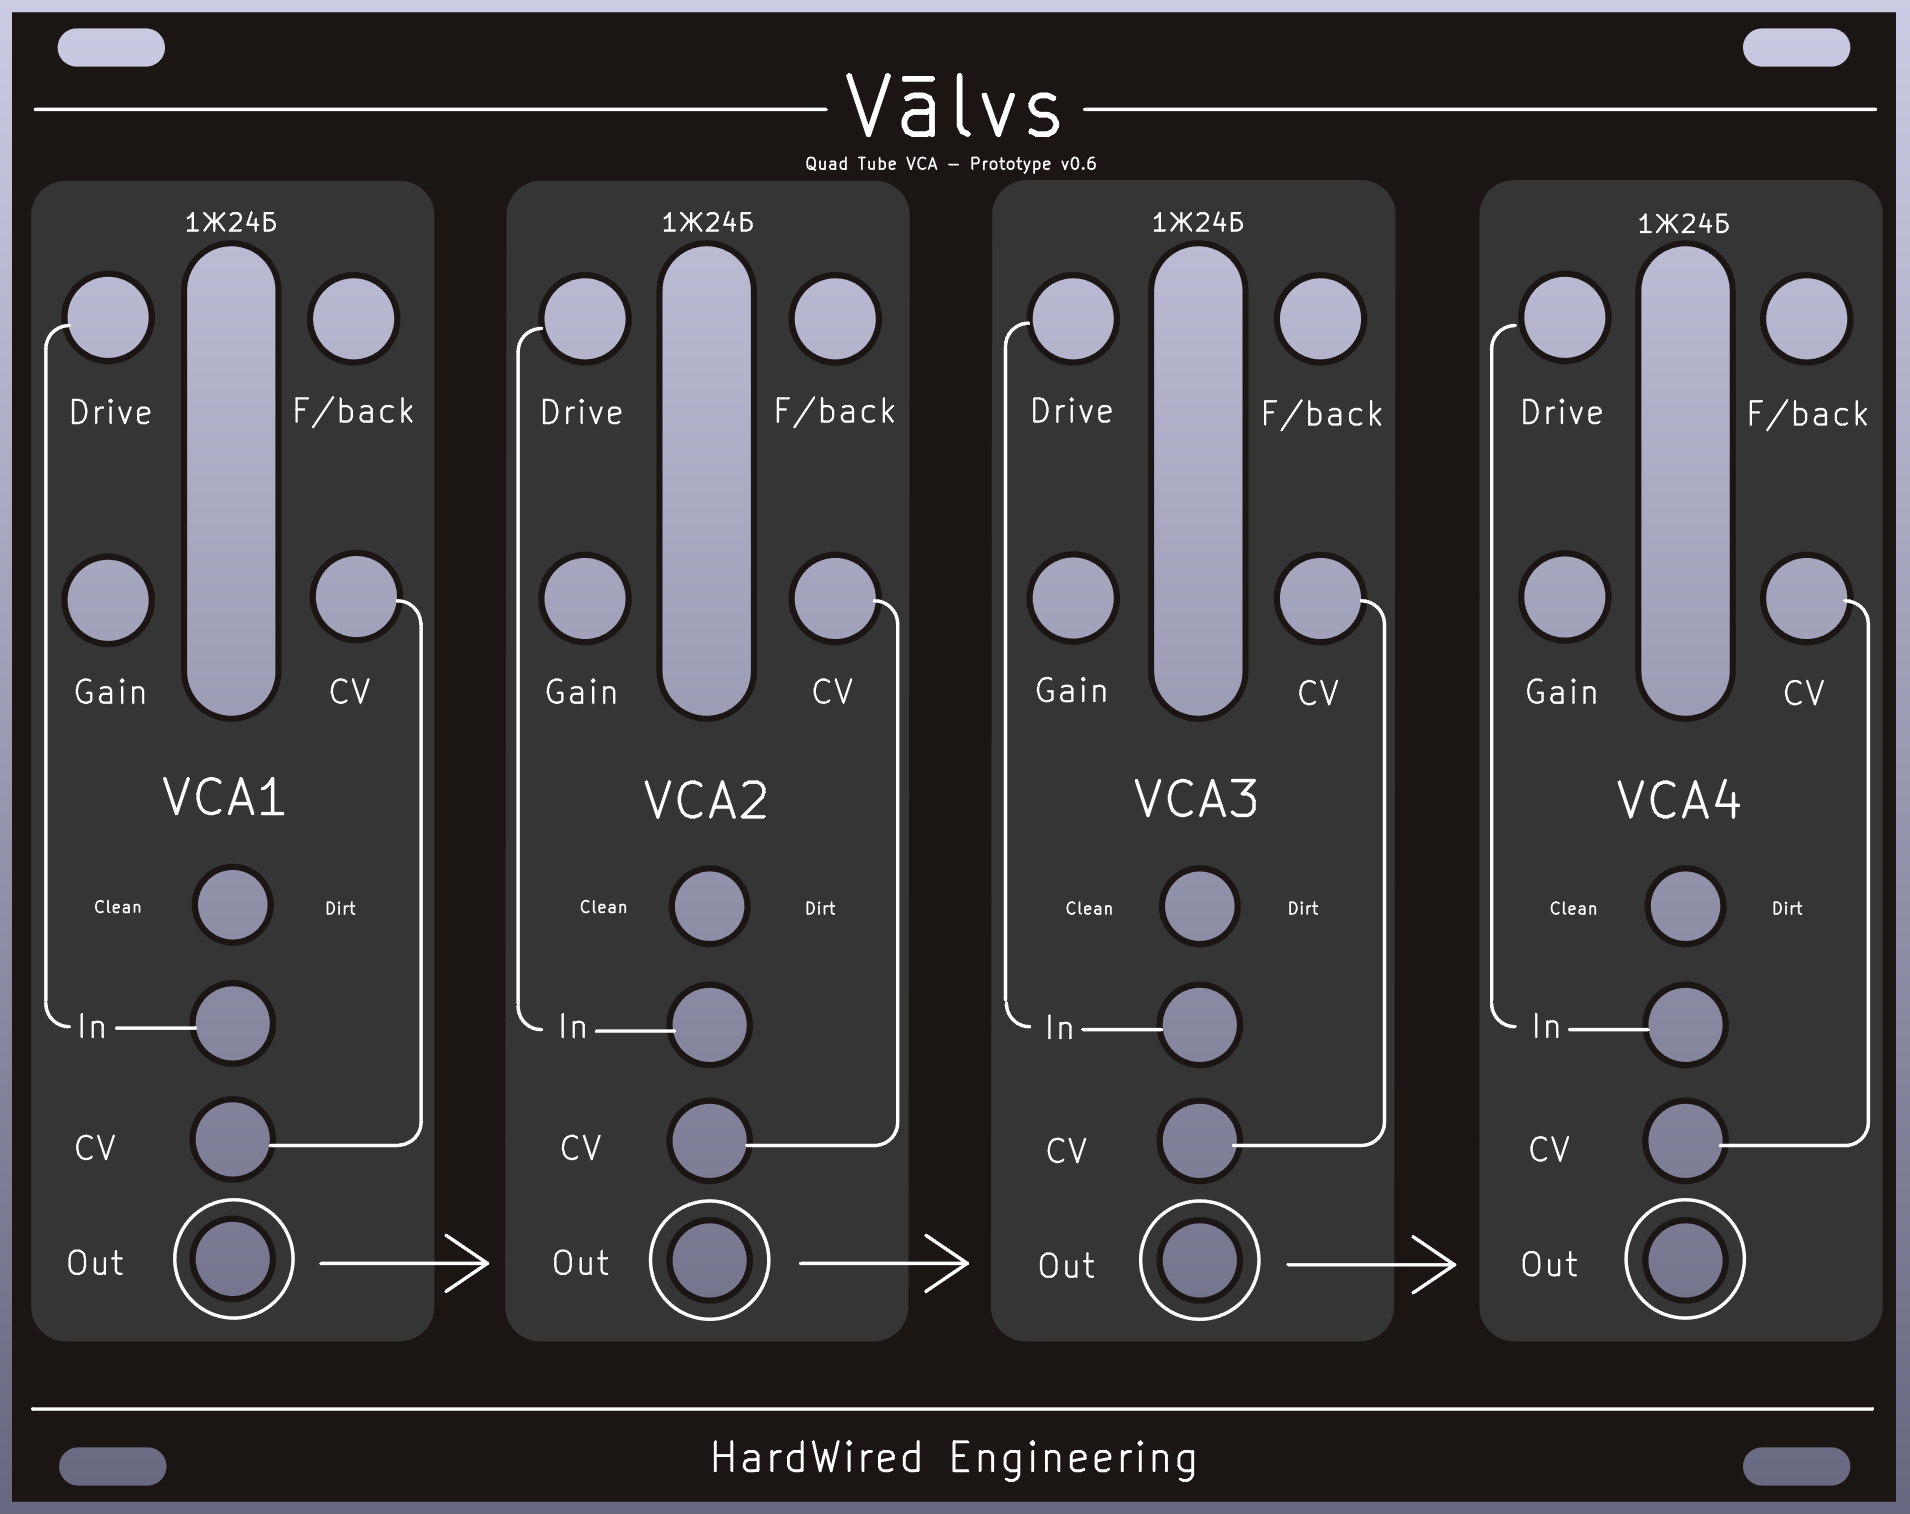 Vālvs
Quad Tube VCA – Prototype v0.6
1Ж24Б 1Ж24Б 1Ж24Б 1Ж24Б
Drive F/back Drive F/back Drive F/back Drive F/back
Gain CV Gain CV Gain CV Gain CV
VCA1 VCA2 VCA3 VCA4
Clean Dirt Clean Dirt Clean Dirt Clean Dirt
In In In In
CV CV CV CV
Out Out Out Out
HardWired Engineering